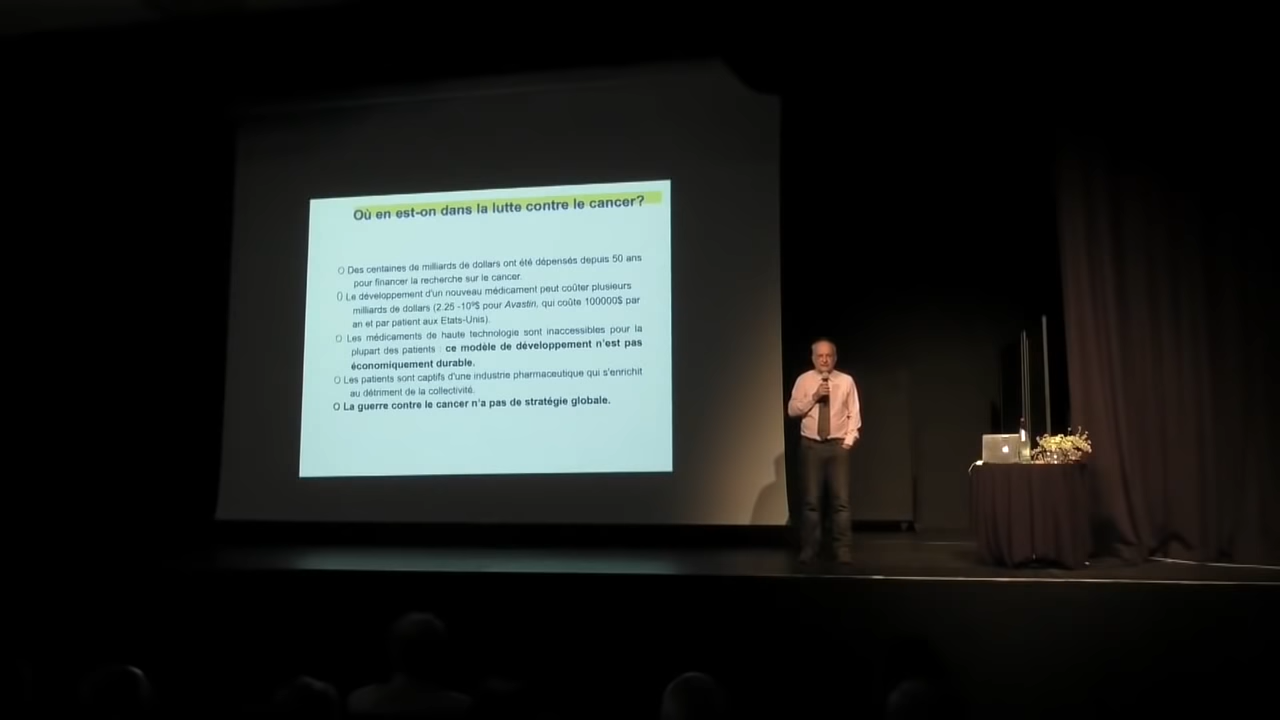 Où en est-on dans la lutte contre le cancer?
O Des centaines de milliards de dollars ont été dépensés depuis 50 ans
pour financer la recherche sur le cancer.
O Le développement d'un nouveau médicament peut coûter plusieurs
milliards de dollars (2.25 -10⁹$ pour Avastin, qui coûte 100000$ par
an et par patient aux Etats-Unis).
O Les médicaments de haute technologie sont inaccessibles pour la
plupart des patients : ce modèle de développement n'est pas
économiquement durable.
O Les patients sont captifs d'une industrie pharmaceutique qui s'enrichit
au détriment de la collectivité.
O La guerre contre le cancer n'a pas de stratégie globale.